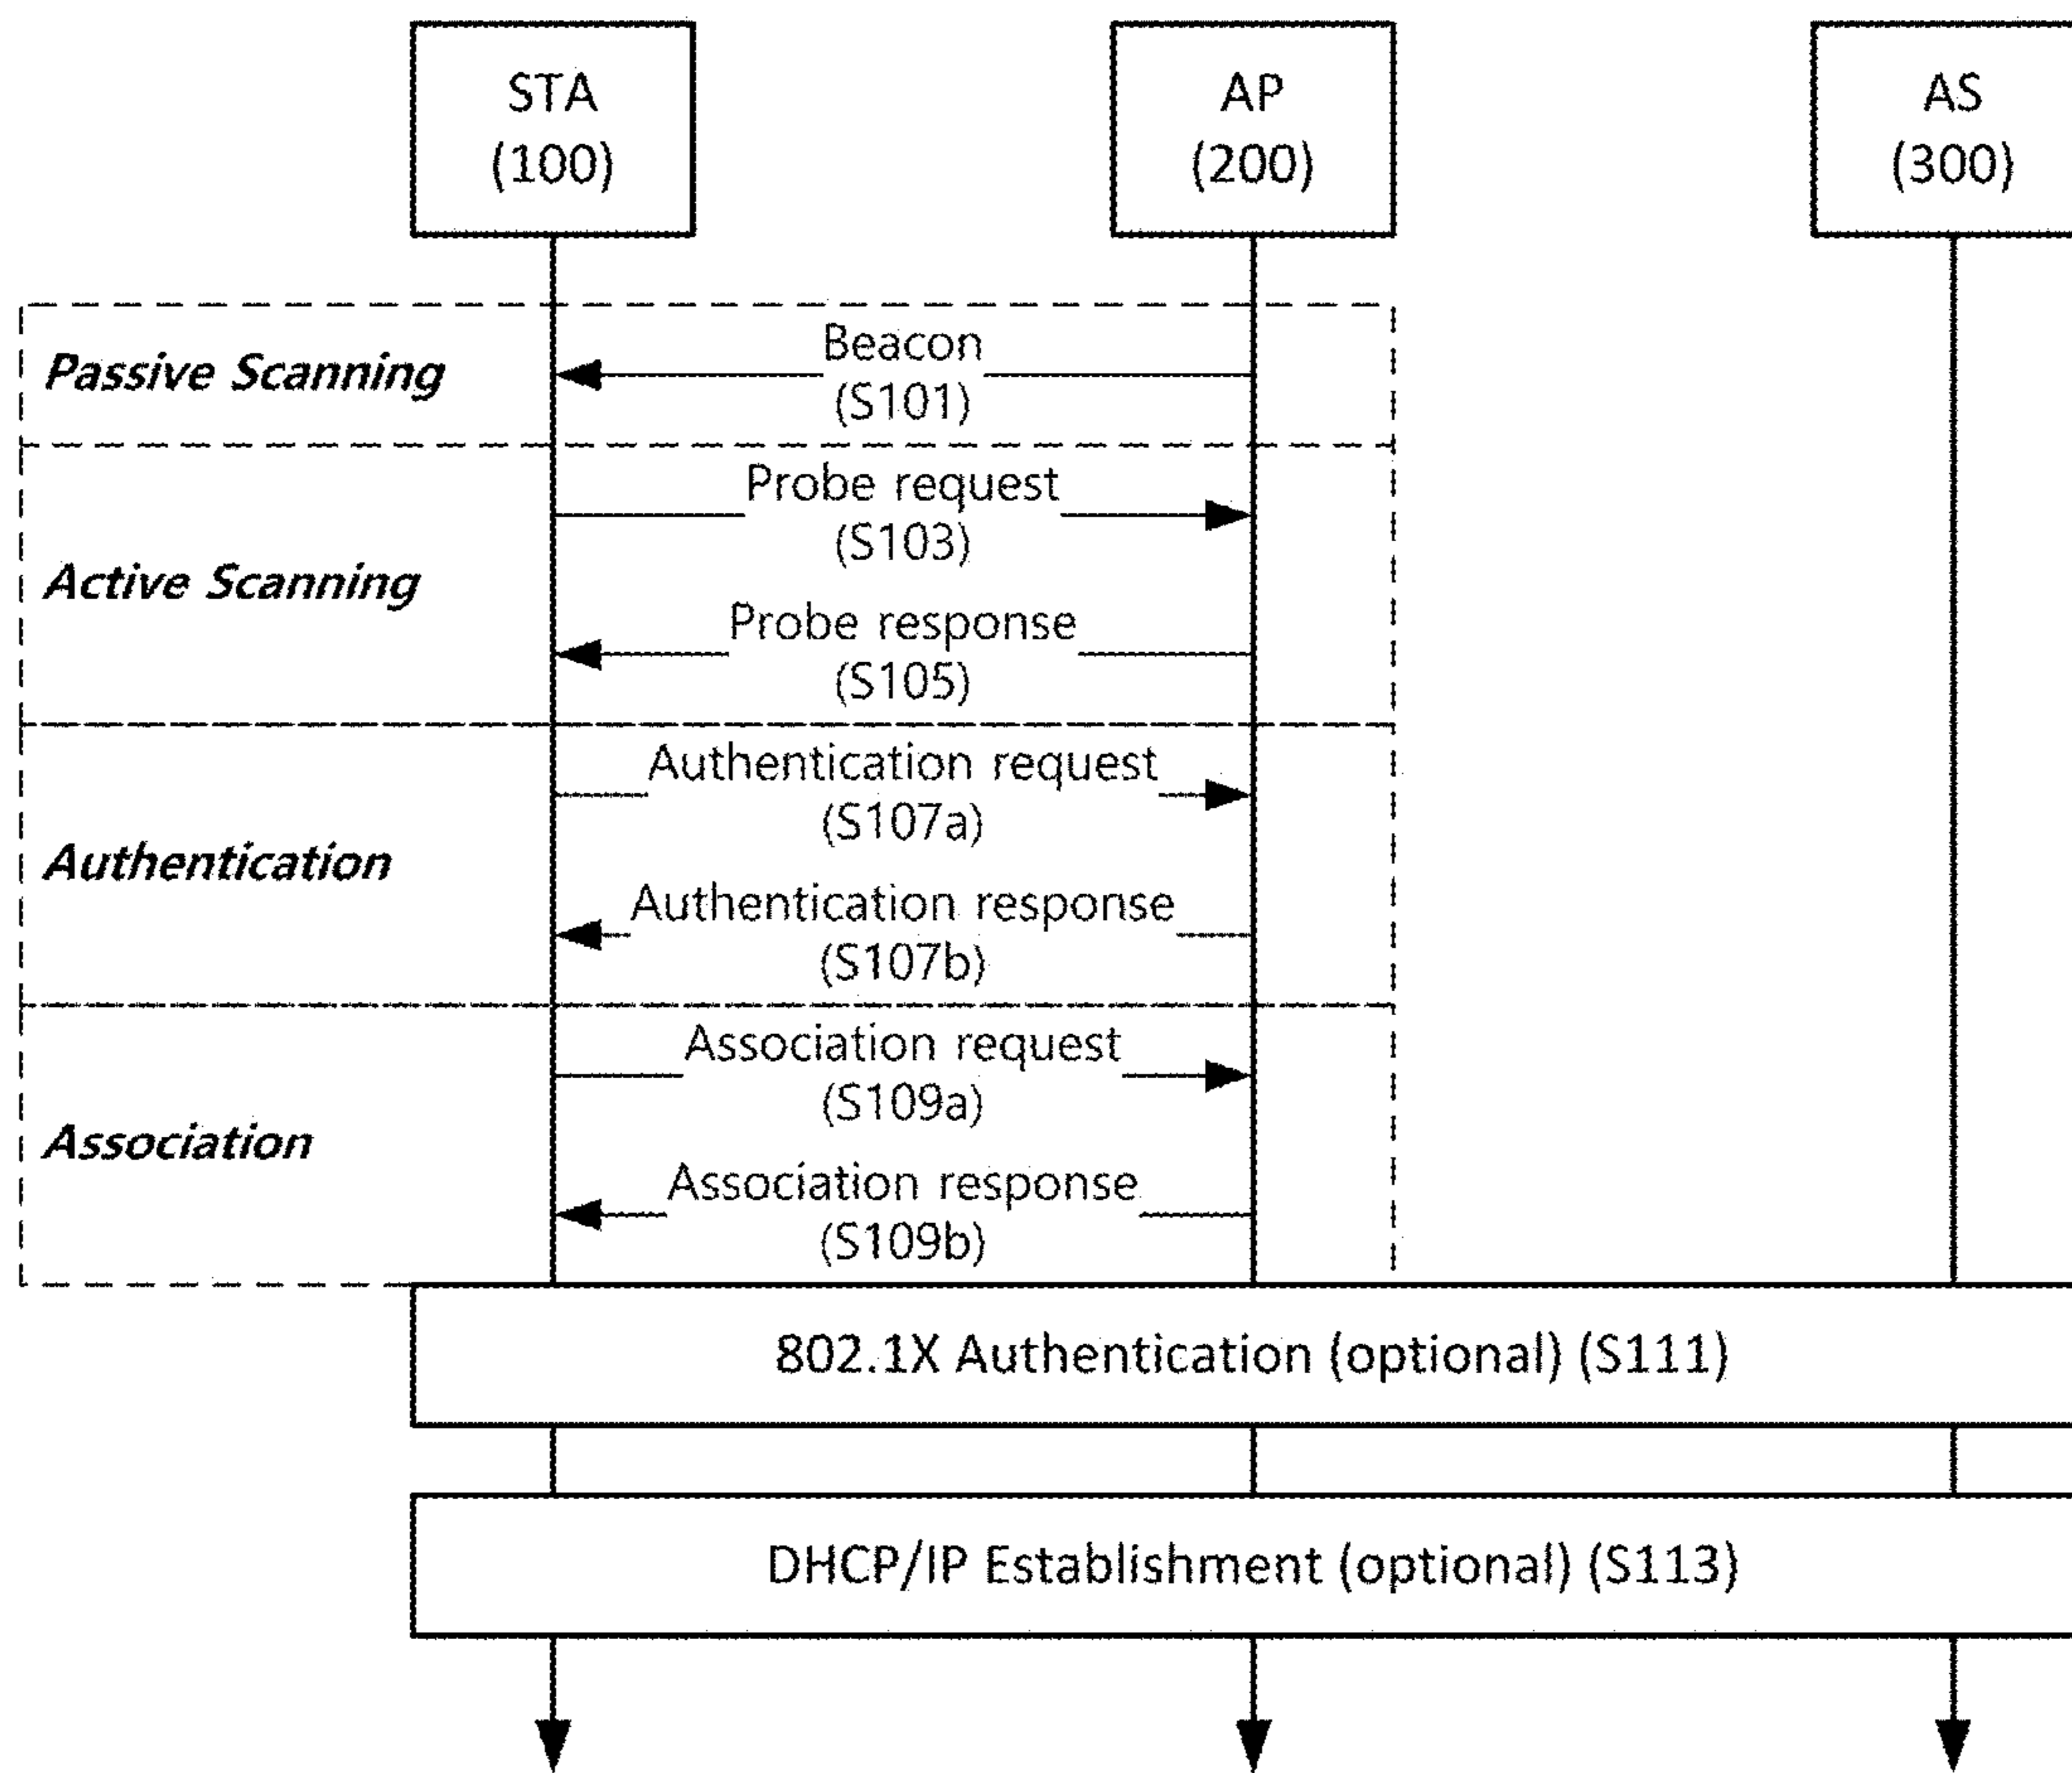 STA
(100)
AP
(200)
AS
(300)
Passive Scanning
Beacon
(S101)
Active Scanning
Probe request
(S103)
Probe response
(S105)
Authentication
Authentication request
(S107a)
Authentication response
(S107b)
Association
Association request
(S109a)
Association response
(S109b)
802.1X Authentication (optional) (S111)
DHCP/IP Establishment (optional) (S113)